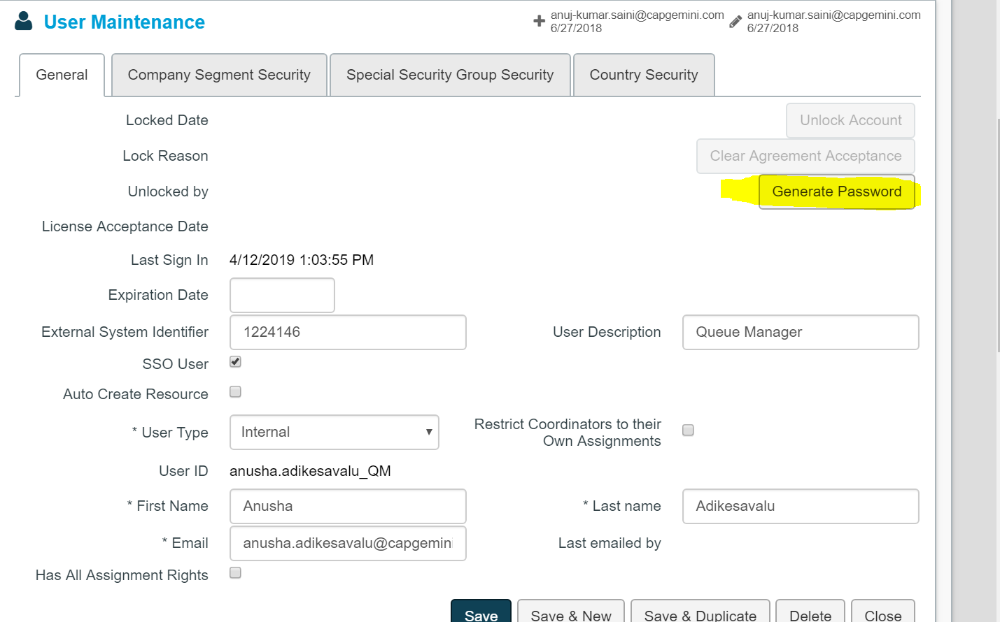 User Maintenance
anuj-kumar.saini@capgemini.com
6/27/2018
anuj-kumar.saini@capgemini.com
6/27/2018
General
Company Segment Security
Special Security Group Security
Country Security
Locked Date
Unlock Account
Lock Reason
Clear Agreement Acceptance
Unlocked by
Generate Password
License Acceptance Date
Last Sign In 4/12/2019 1:03:55 PM
Expiration Date
External System Identifier 1224146
User Description Queue Manager
SSO User
Auto Create Resource
* User Type Internal
Restrict Coordinators to their
Own Assignments
User ID anusha.adikesavalu_QM
* First Name Anusha
* Last name Adikesavalu
* Email anusha.adikesavalu@capgemini
Last emailed by
Has All Assignment Rights
Save
Save & New
Save & Duplicate
Delete
Close